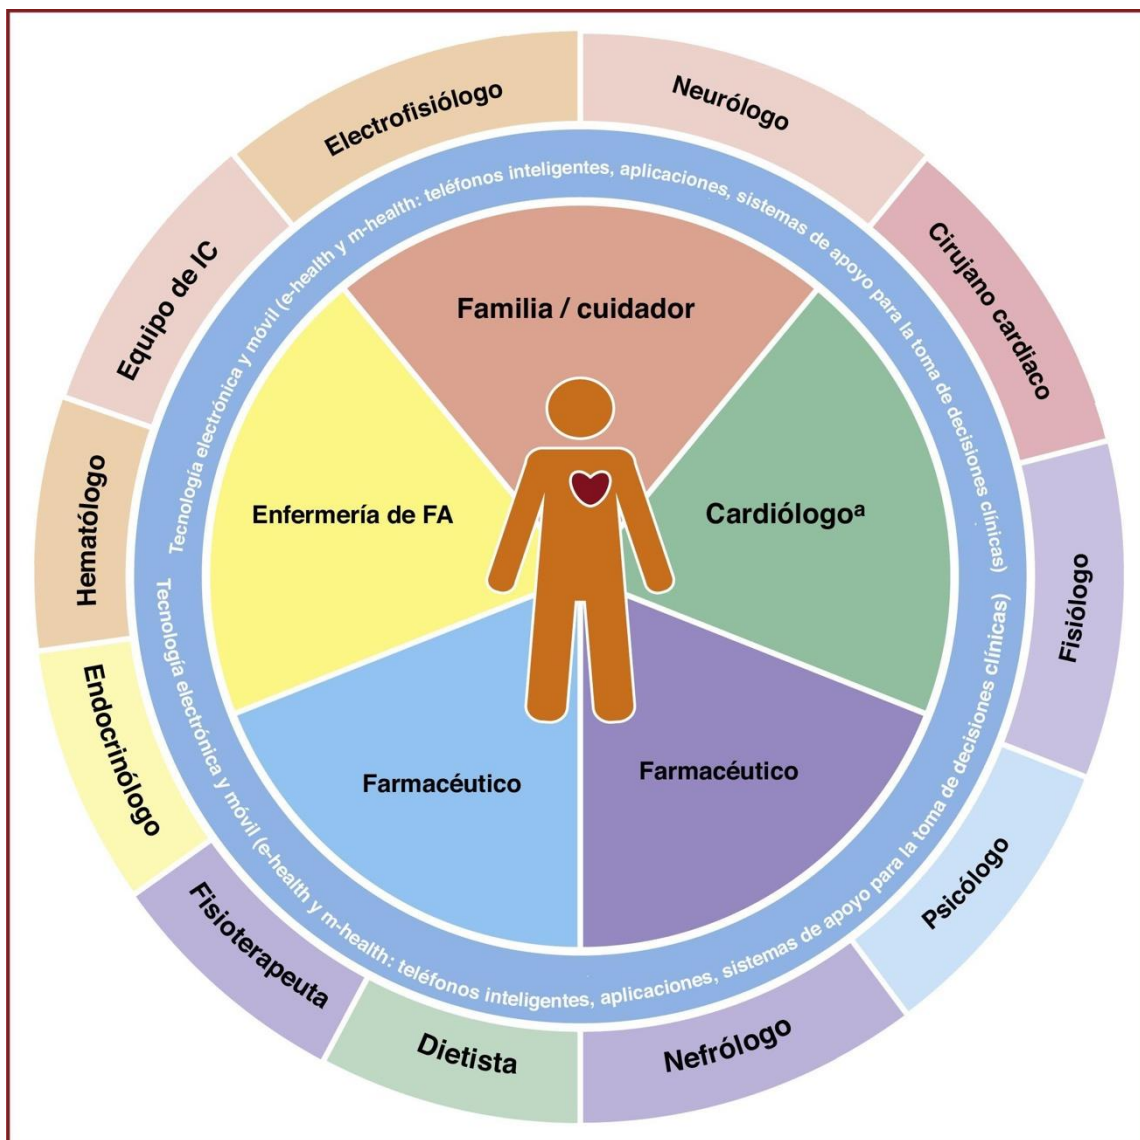 Electrofisiólogo
Neurólogo
Cirujano cardiaco
Fisiólogo
Psicólogo
Nefrólogo
Dietista
Fisioterapeuta
Endocrinólogo
Hematólogo
Equipo de IC
Tecnología electrónica y móvil (e-health y m-health: teléfonos inteligentes, aplicaciones, sistemas de apoyo para la toma de decisiones clínicas)
Tecnología electrónica y móvil (e-health y m-health: teléfonos inteligentes, aplicaciones, sistemas de apoyo para la toma de decisiones clínicas)
Familia / cuidador
Enfermería de FA
Cardiólogoª
Farmacéutico
Farmacéutico